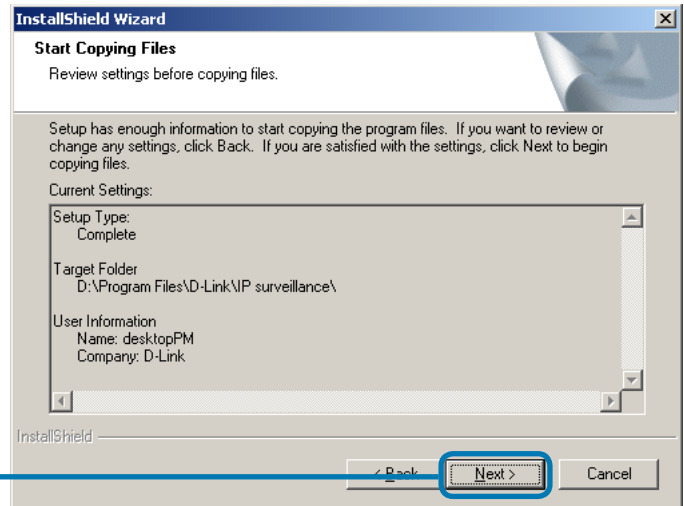 InstallShield Wizard
Start Copying Files
Review settings before copying files.
Setup has enough information to start copying the program files. If you want to review or
change any settings, click Back. If you are satisfied with the settings, click Next to begin
copying files.
Current Settings:
Setup Type:
Complete
Target Folder
D:\Program Files\D-Link\IP surveillance\
User Information
Name: desktopPM
Company: D-Link
InstallShield
< Back
Next >
Cancel